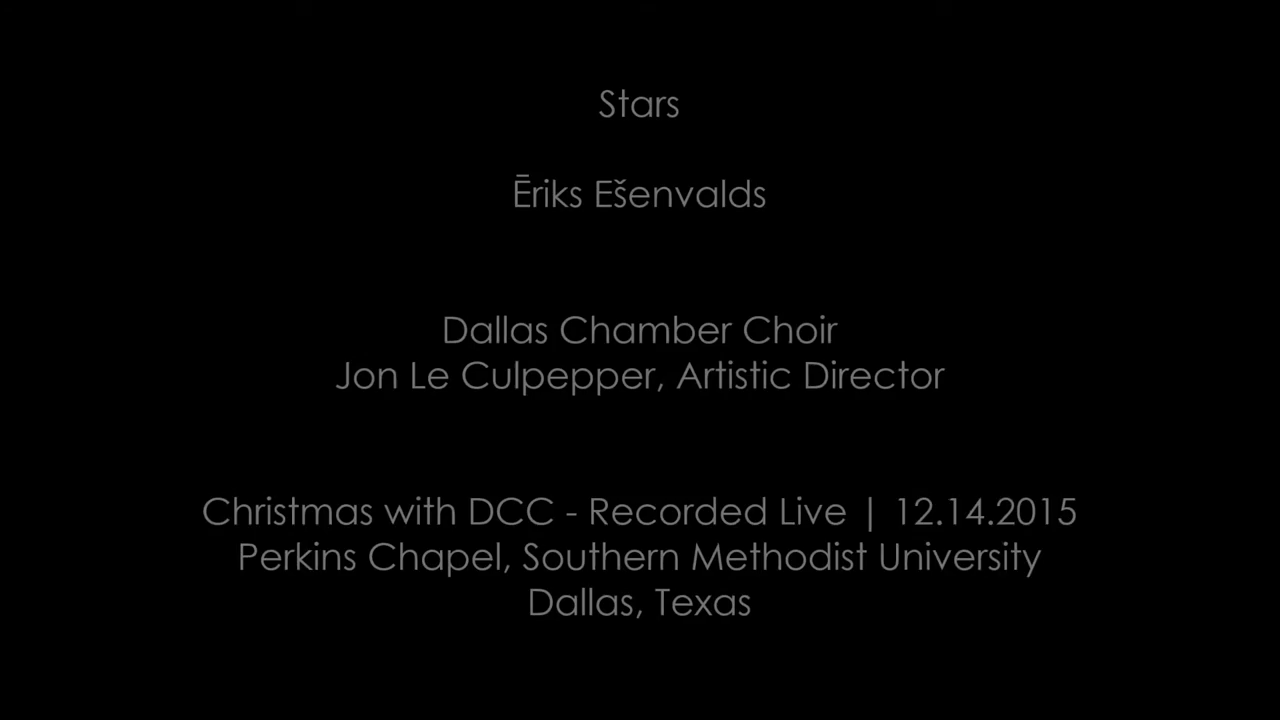 Stars
Ēriks Ešenvalds
Dallas Chamber Choir
Jon Le Culpepper, Artistic Director
Christmas with DCC - Recorded Live | 12.14.2015
Perkins Chapel, Southern Methodist University
Dallas, Texas